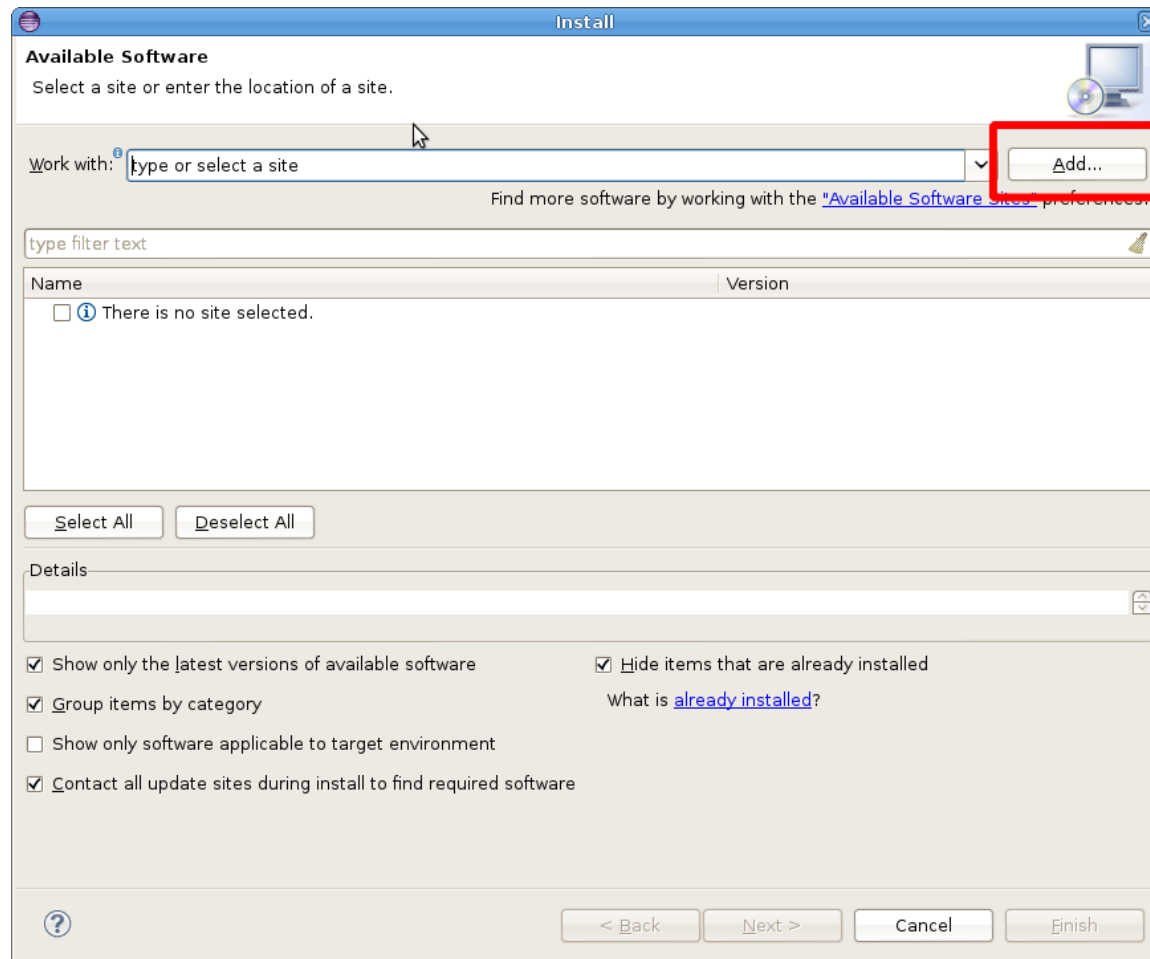 Install
Available Software
Select a site or enter the location of a site.
Work with: type or select a site Add...
Find more software by working with the "Available Software Sites" preferences.
type filter text
Name Version
There is no site selected.
Select All Deselect All
Details
Show only the latest versions of available software Hide items that are already installed
Group items by category What is already installed?
Show only software applicable to target environment
Contact all update sites during install to find required software
? < Back Next > Cancel Finish